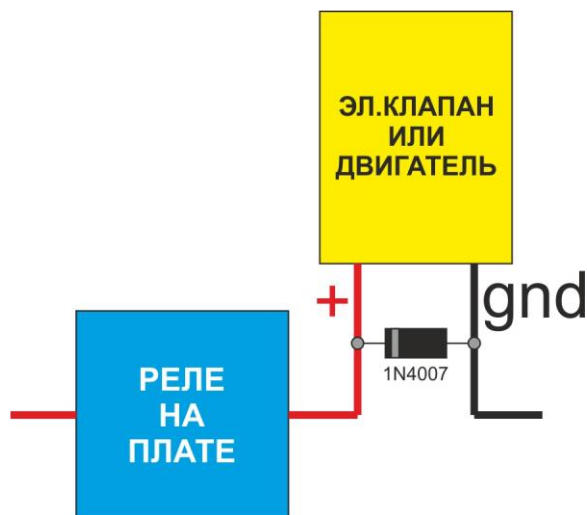 ЭЛ.КЛАПАН
ИЛИ
ДВИГАТЕЛЬ
+
gnd
1N4007
РЕЛЕ
НА
ПЛАТЕ